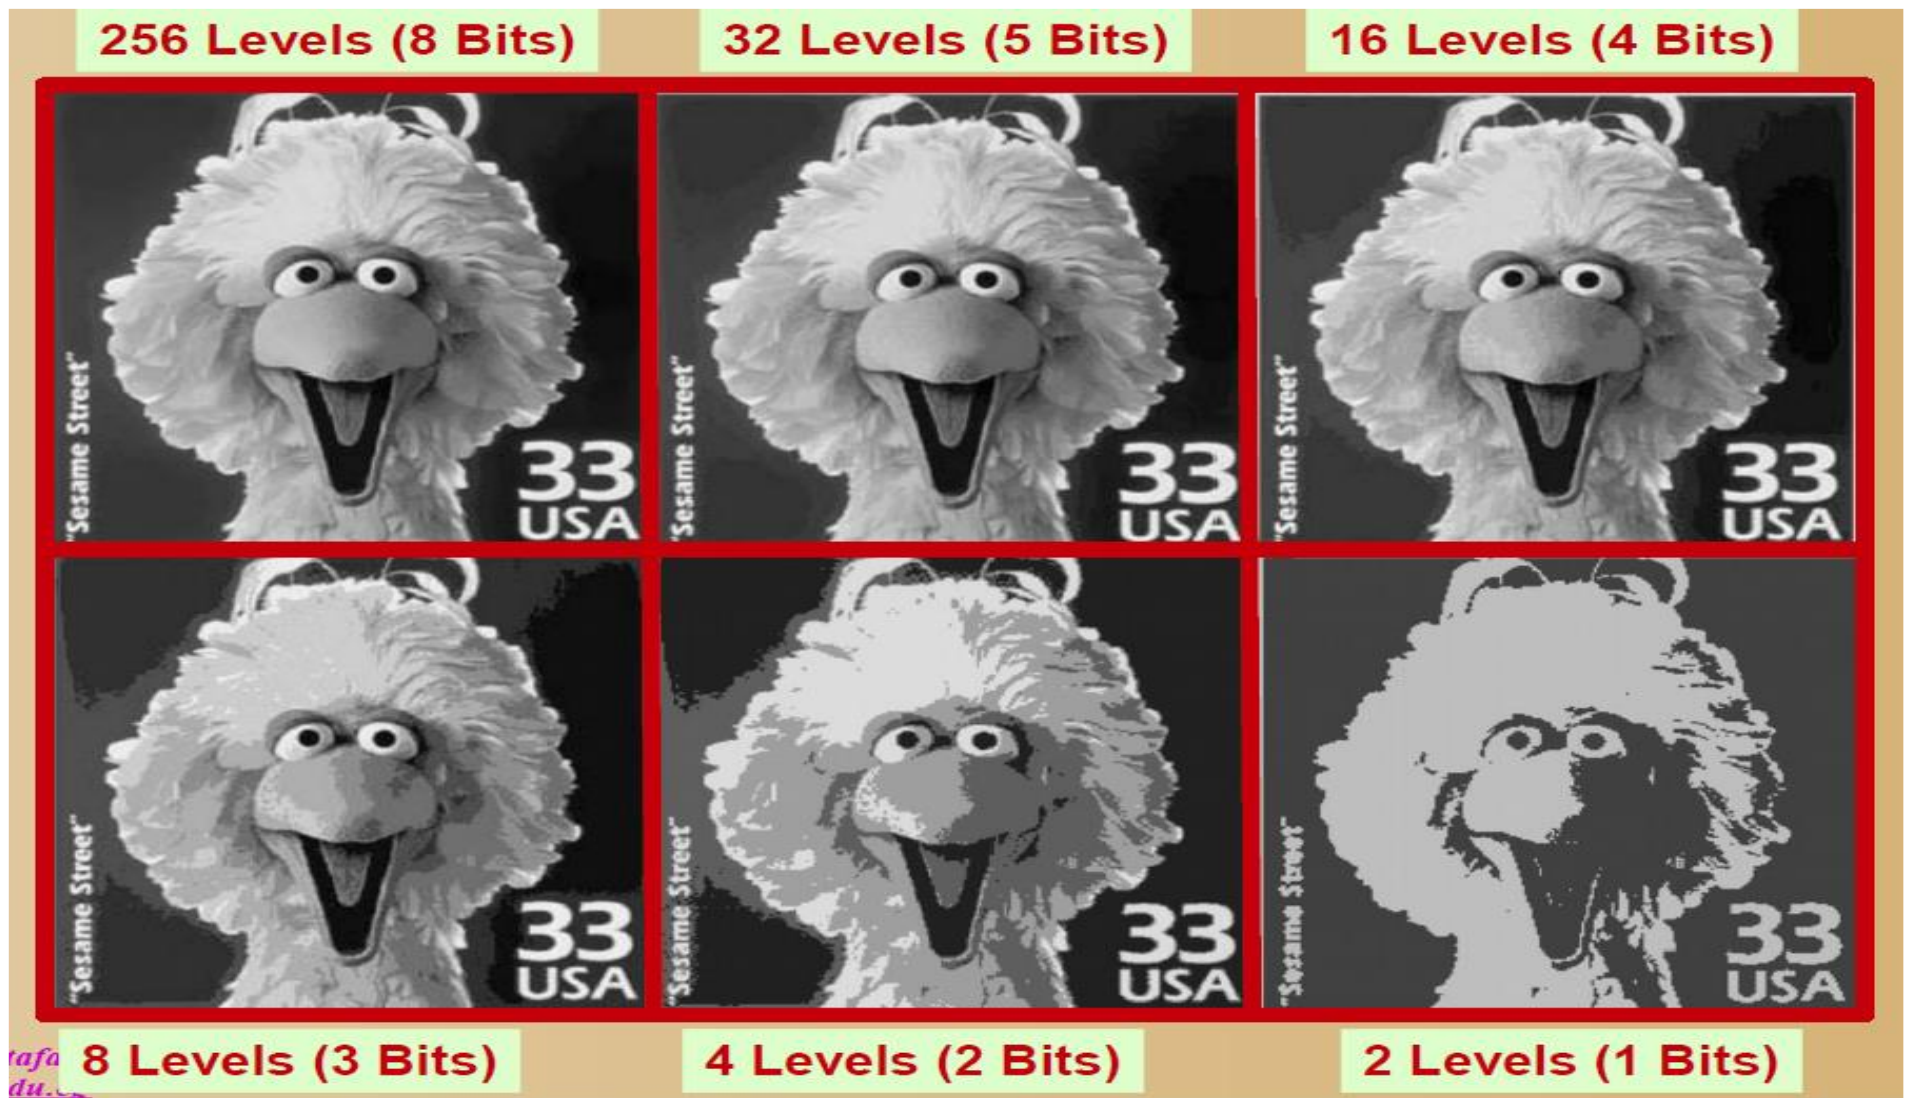 256 Levels (8 Bits)
32 Levels (5 Bits)
16 Levels (4 Bits)
"Sesame Street"
33
USA
"Sesame Street"
33
USA
"Sesame Street"
33
USA
"Sesame Street"
33
USA
"Sesame Street"
33
USA
"Sesame Street"
33
USA
8 Levels (3 Bits)
4 Levels (2 Bits)
2 Levels (1 Bits)